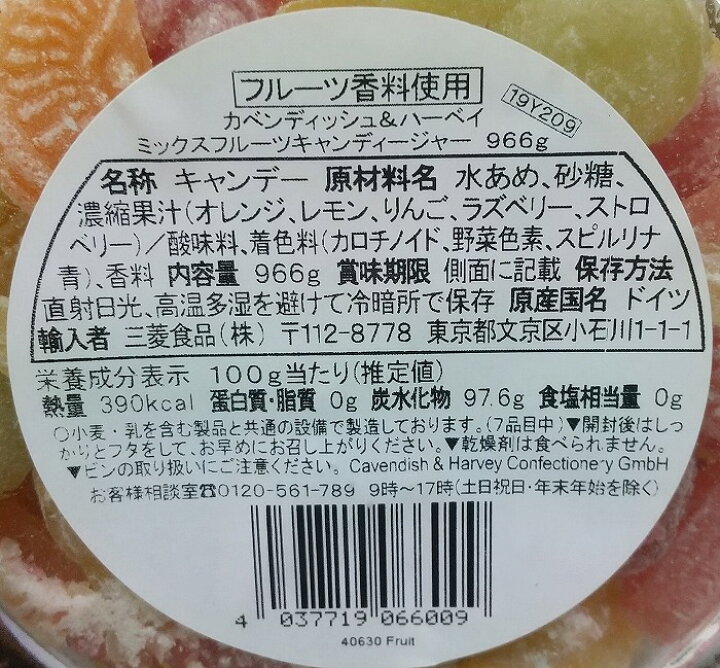 フルーツ香料使用
19Y209
カベンディッシュ&ハーベイ
ミックスフルーツキャンディージャー 966g
名称 キャンデー 原材料名 水あめ、砂糖、
濃縮果汁(オレンジ、レモン、りんご、ラズベリー、ストロ
ベリー)/酸味料、着色料(カロチノイド、野菜色素、スピルリナ
青)、香料 内容量 966g 賞味期限 側面に記載 保存方法
直射日光、高温多湿を避けて冷暗所で保存 原産国名 ドイツ
輸入者 三菱食品(株) 〒112-8778 東京都文京区小石川1-1-1
栄養成分表示 100g当たり(推定値)
熱量 390kcal 蛋白質・脂質 0g 炭水化物 97.6g 食塩相当量 0g
○小麦・乳を含む製品と共通の設備で製造しております。(7品目中)▼開封後はしっ
かりとフタをして、お早めにお召し上がりください。▼乾燥剤は食べられません。
▼ビンの取り扱いにご注意ください。 Cavendish & Harvey Confectionery GmbH
お客様相談室☎0120-561-789 9時~17時(土日祝日・年末年始を除く)
4 037719 066009
40630 Fruit